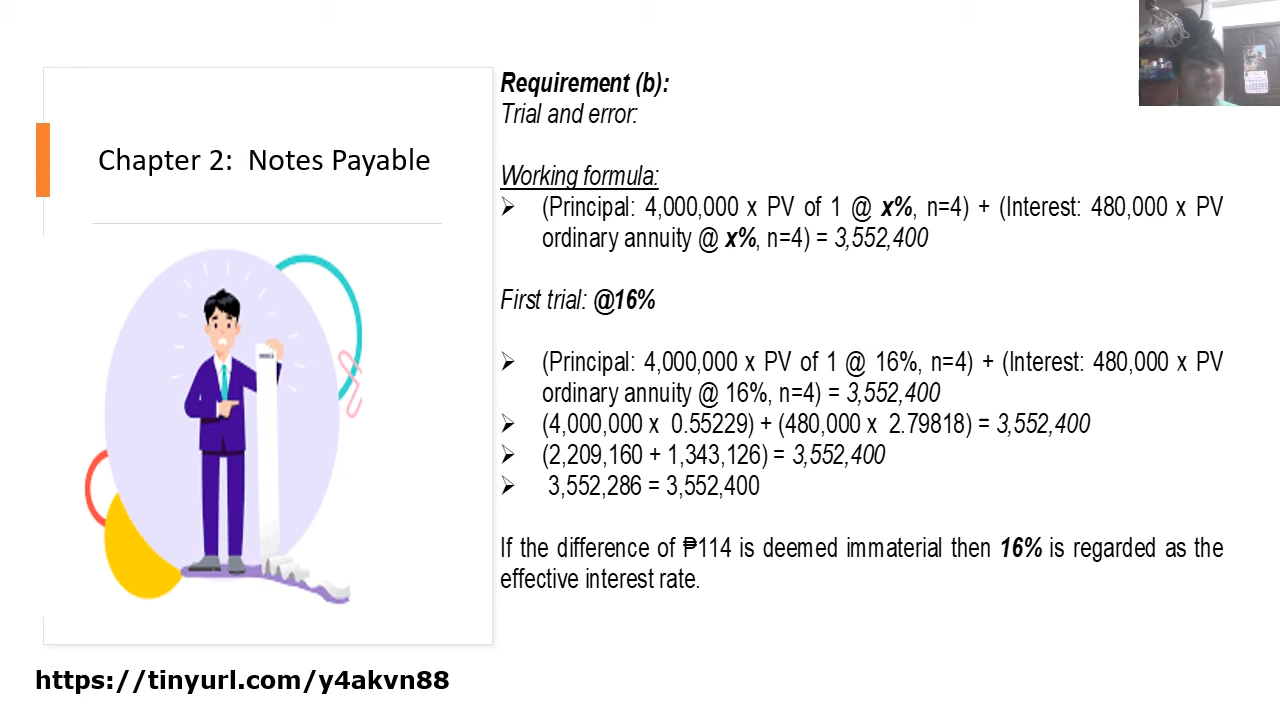 Chapter 2: Notes Payable
Requirement (b):
Trial and error:
Working formula:
➢ (Principal: 4,000,000 x PV of 1 @ x%, n=4) + (Interest: 480,000 x PV
ordinary annuity @ x%, n=4) = 3,552,400
First trial: @16%
➢ (Principal: 4,000,000 x PV of 1 @ 16%, n=4) + (Interest: 480,000 x PV
ordinary annuity @ 16%, n=4) = 3,552,400
➢ (4,000,000 x 0.55229) + (480,000 x 2.79818) = 3,552,400
➢ (2,209,160 + 1,343,126) = 3,552,400
➢ 3,552,286 = 3,552,400
If the difference of ₱114 is deemed immaterial then 16% is regarded as the
effective interest rate.
https://tinyurl.com/y4akvn88